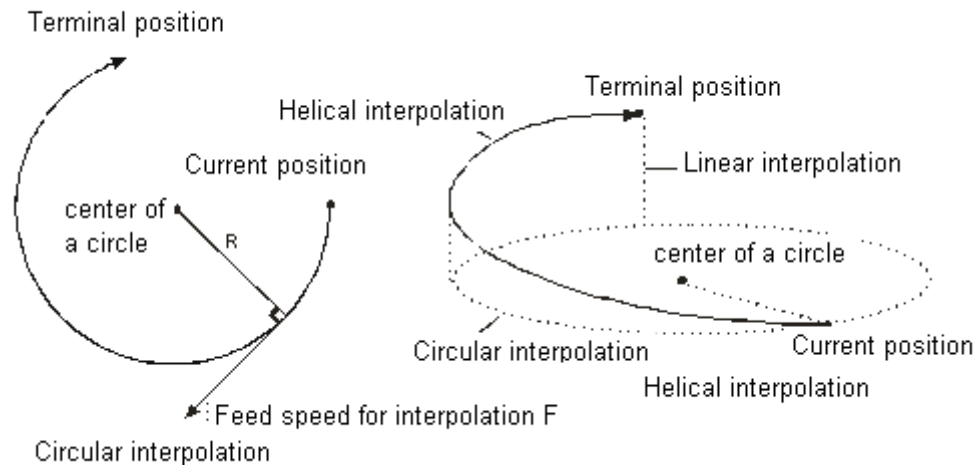 Terminal position
Current position
center of
a circle
R
Feed speed for interpolation F
Circular interpolation
Terminal position
Helical interpolation
Linear interpolation
center of a circle
Circular interpolation
Current position
Helical interpolation